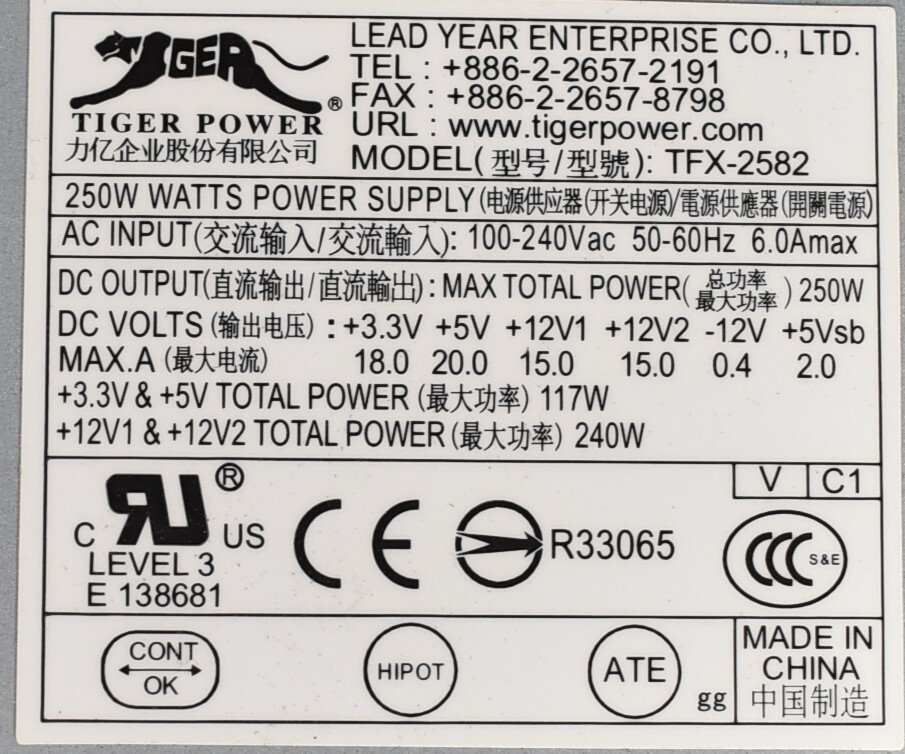 TIGER
®
TIGER POWER
力亿企业股份有限公司
LEAD YEAR ENTERPRISE CO., LTD.
TEL : +886-2-2657-2191
FAX : +886-2-2657-8798
URL : www.tigerpower.com
MODEL(型号/型號): TFX-2582
250W WATTS POWER SUPPLY(电源供应器(开关电源)/電源供應器(開關電源)
AC INPUT(交流输入/交流輸入): 100-240Vac 50-60Hz 6.0Amax
DC OUTPUT(直流输出/直流輸出) : MAX TOTAL POWER(总功率 最大功率) 250W
DC VOLTS (输出电压) : +3.3V +5V +12V1 +12V2 -12V +5Vsb
MAX.A (最大电流) 18.0 20.0 15.0 15.0 0.4 2.0
+3.3V & +5V TOTAL POWER (最大功率) 117W
+12V1 & +12V2 TOTAL POWER (最大功率) 240W
V C1
C RU ® US
LEVEL 3
E 138681
CE
R33065
CCC S&E
CONT
OK
HIPOT
ATE
gg
MADE IN
CHINA
中国制造